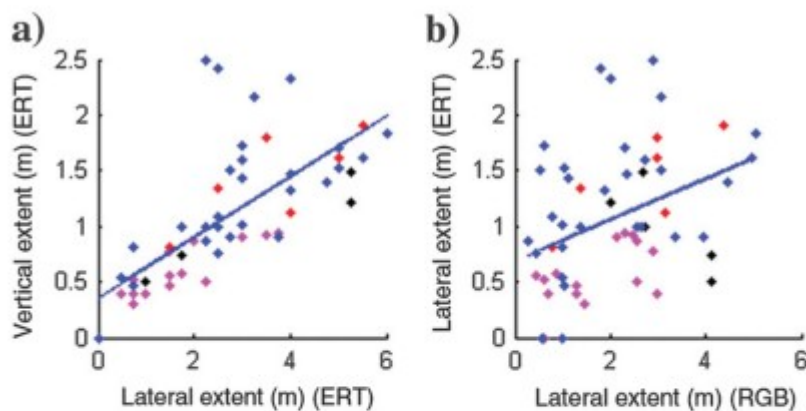 a)
Vertical extent (m) (ERT)
2.5
2
1.5
1
0.5
0
0 2 4 6
Lateral extent (m) (ERT)
b)
Lateral extent (m) (ERT)
2.5
2
1.5
1
0.5
0
0 2 4 6
Lateral extent (m) (RGB)